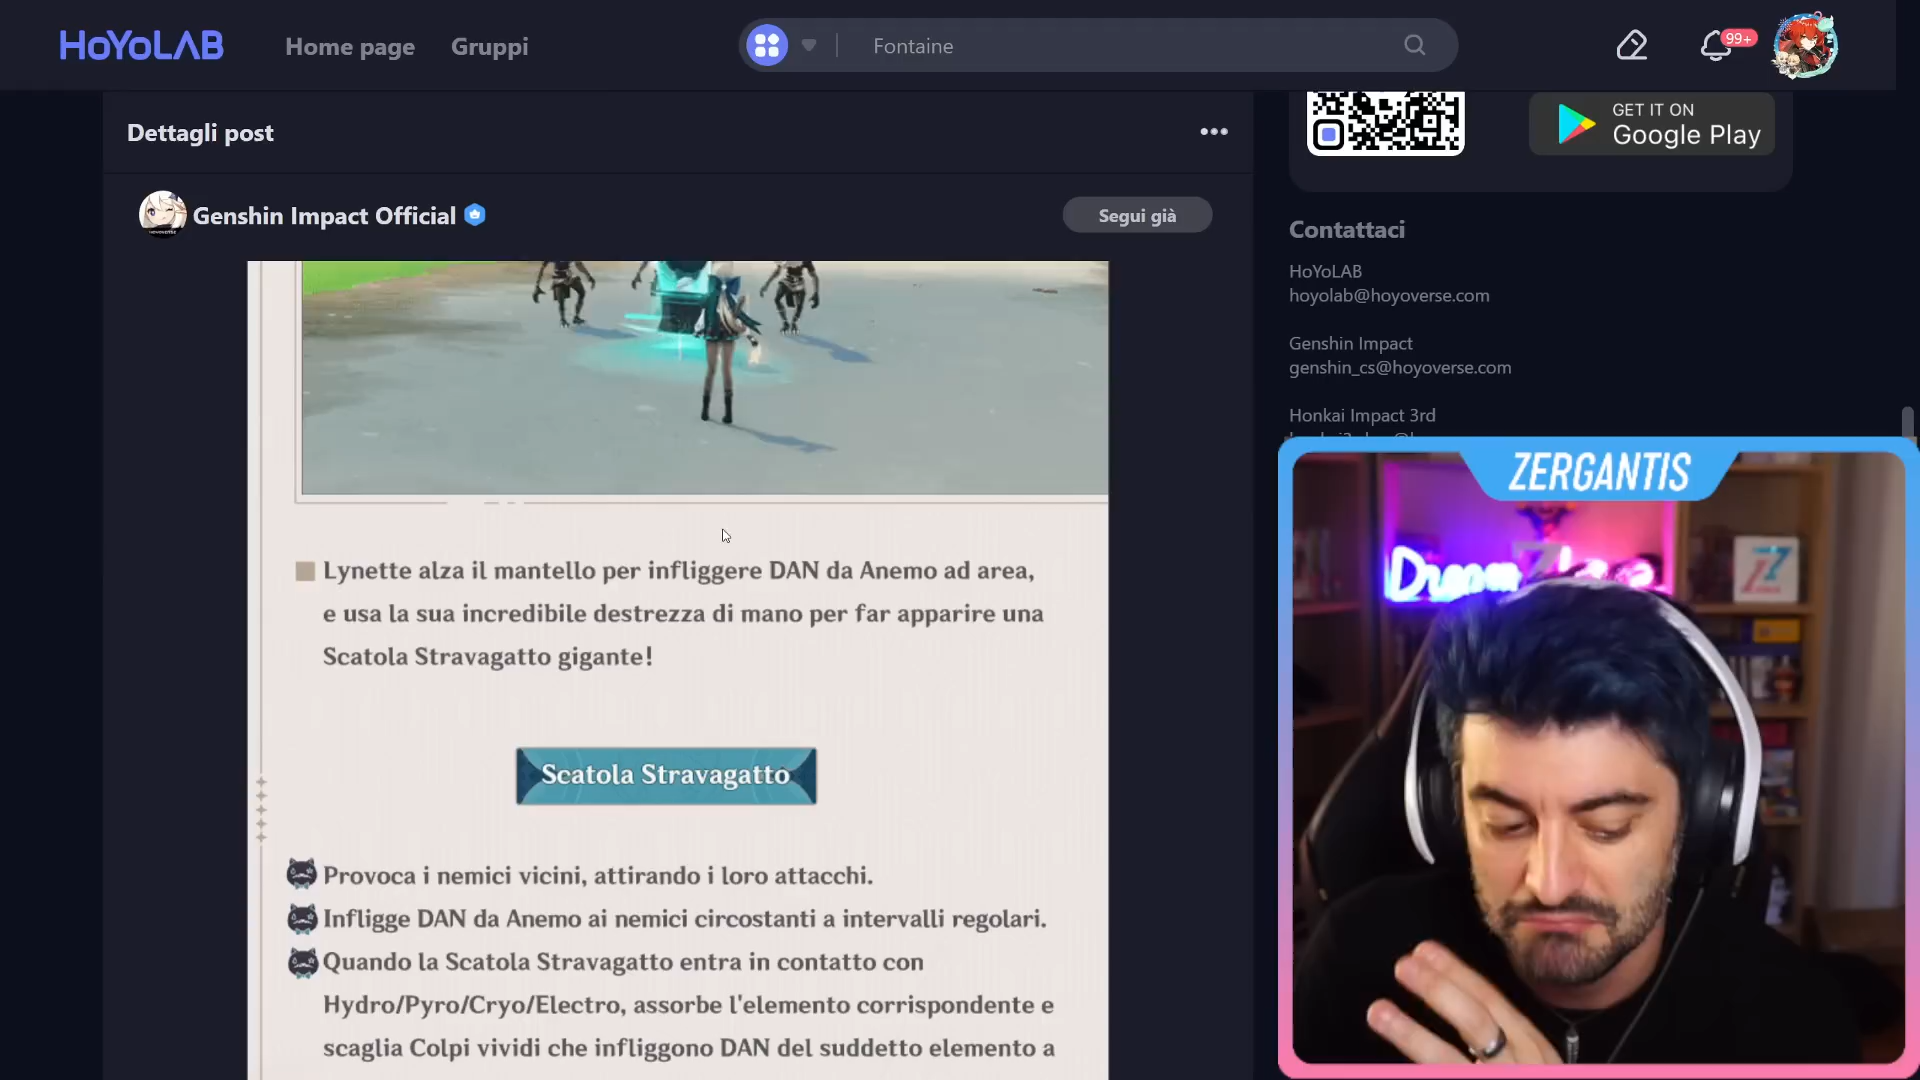 HoYoLAB
Home page
Gruppi
Fontaine
99+
Dettagli post
GET IT ON
Google Play
Genshin Impact Official
Segui già
Contattaci
HoYoLAB
hoyolab@hoyoverse.com
Genshin Impact
genshin_cs@hoyoverse.com
Honkai Impact 3rd
ZERGANTIS
Lynette alza il mantello per infliggere DAN da Anemo ad area,
e usa la sua incredibile destrezza di mano per far apparire una
Scatola Stravagatto gigante!
Scatola Stravagatto
Provoca i nemici vicini, attirando i loro attacchi.
Infligge DAN da Anemo ai nemici circostanti a intervalli regolari.
Quando la Scatola Stravagatto entra in contatto con
Hydro/Pyro/Cryo/Electro, assorbe l'elemento corrispondente e
scaglia Colpi vividi che infliggono DAN del suddetto elemento a